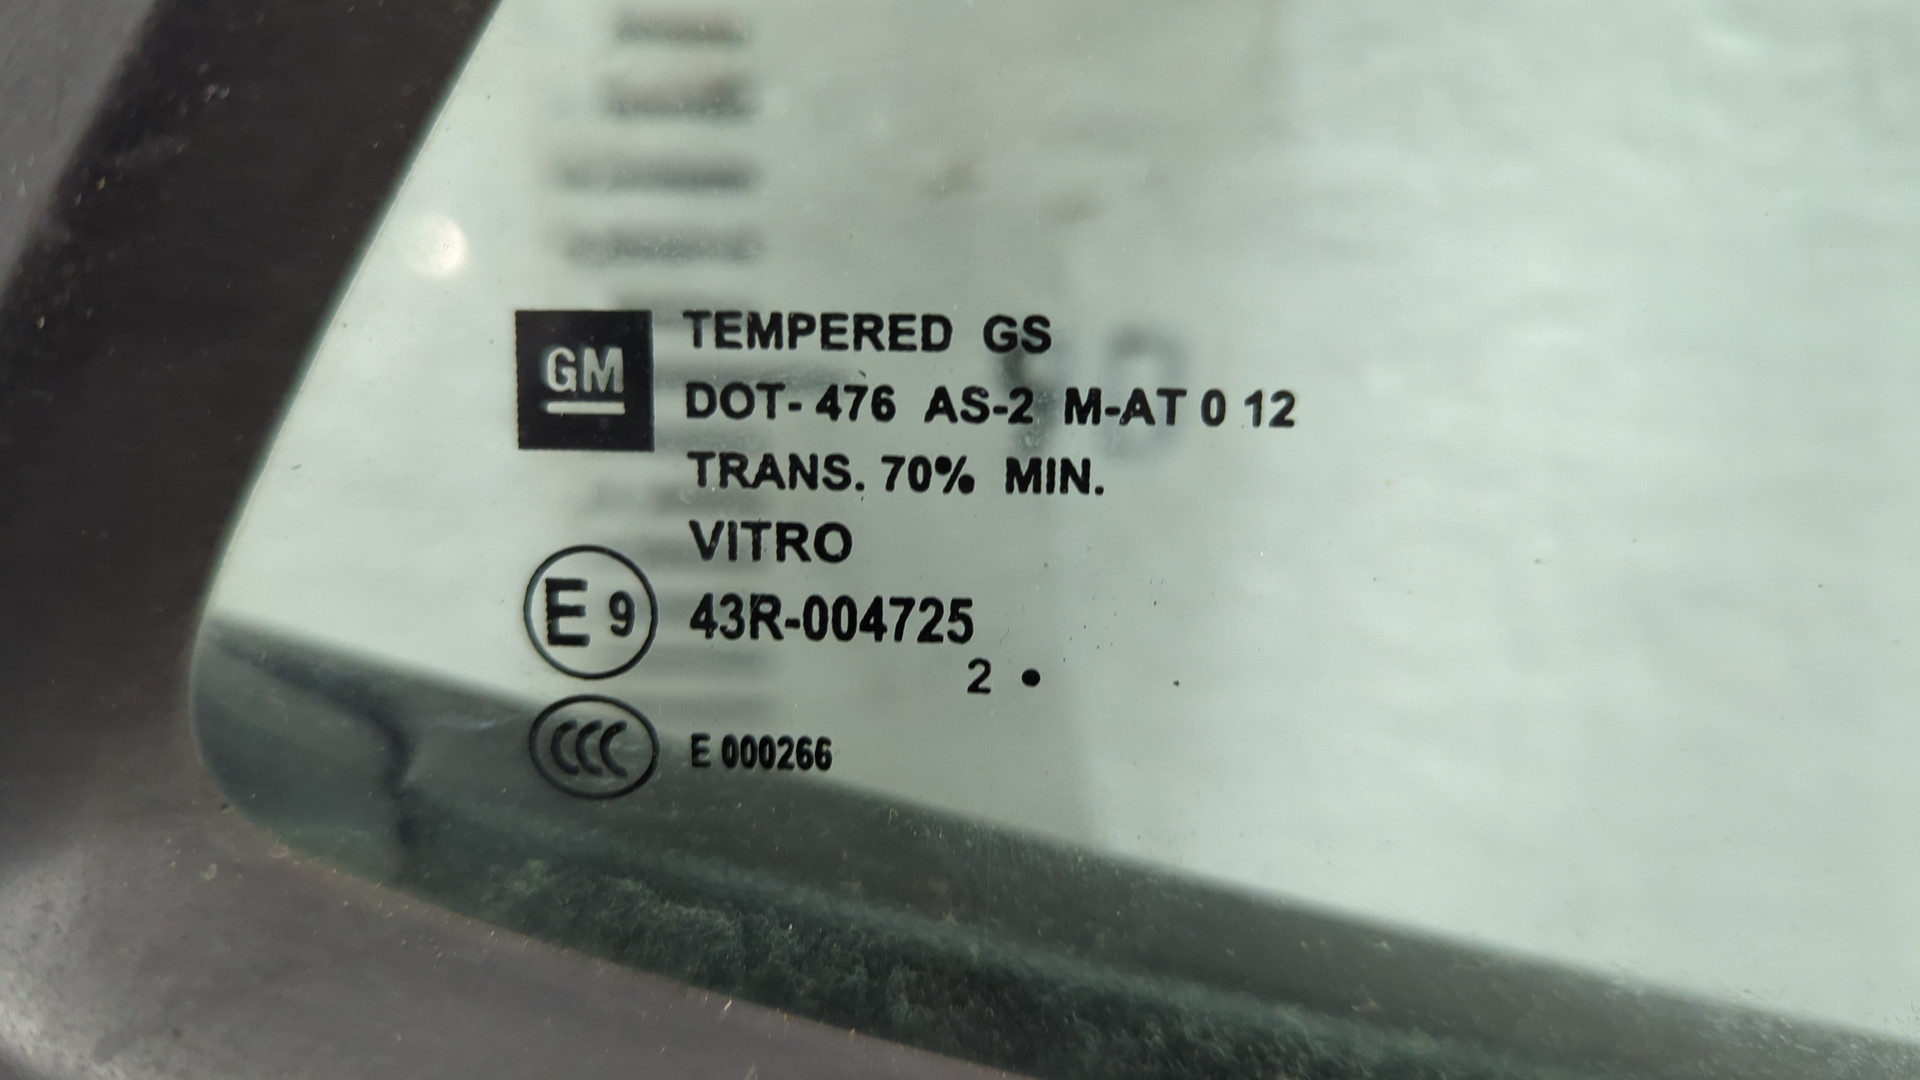 GM
TEMPERED GS
DOT-476 AS-2 M-AT 0 12
TRANS. 70% MIN.
VITRO
E9 43R-004725
2 •
CCC E 000266